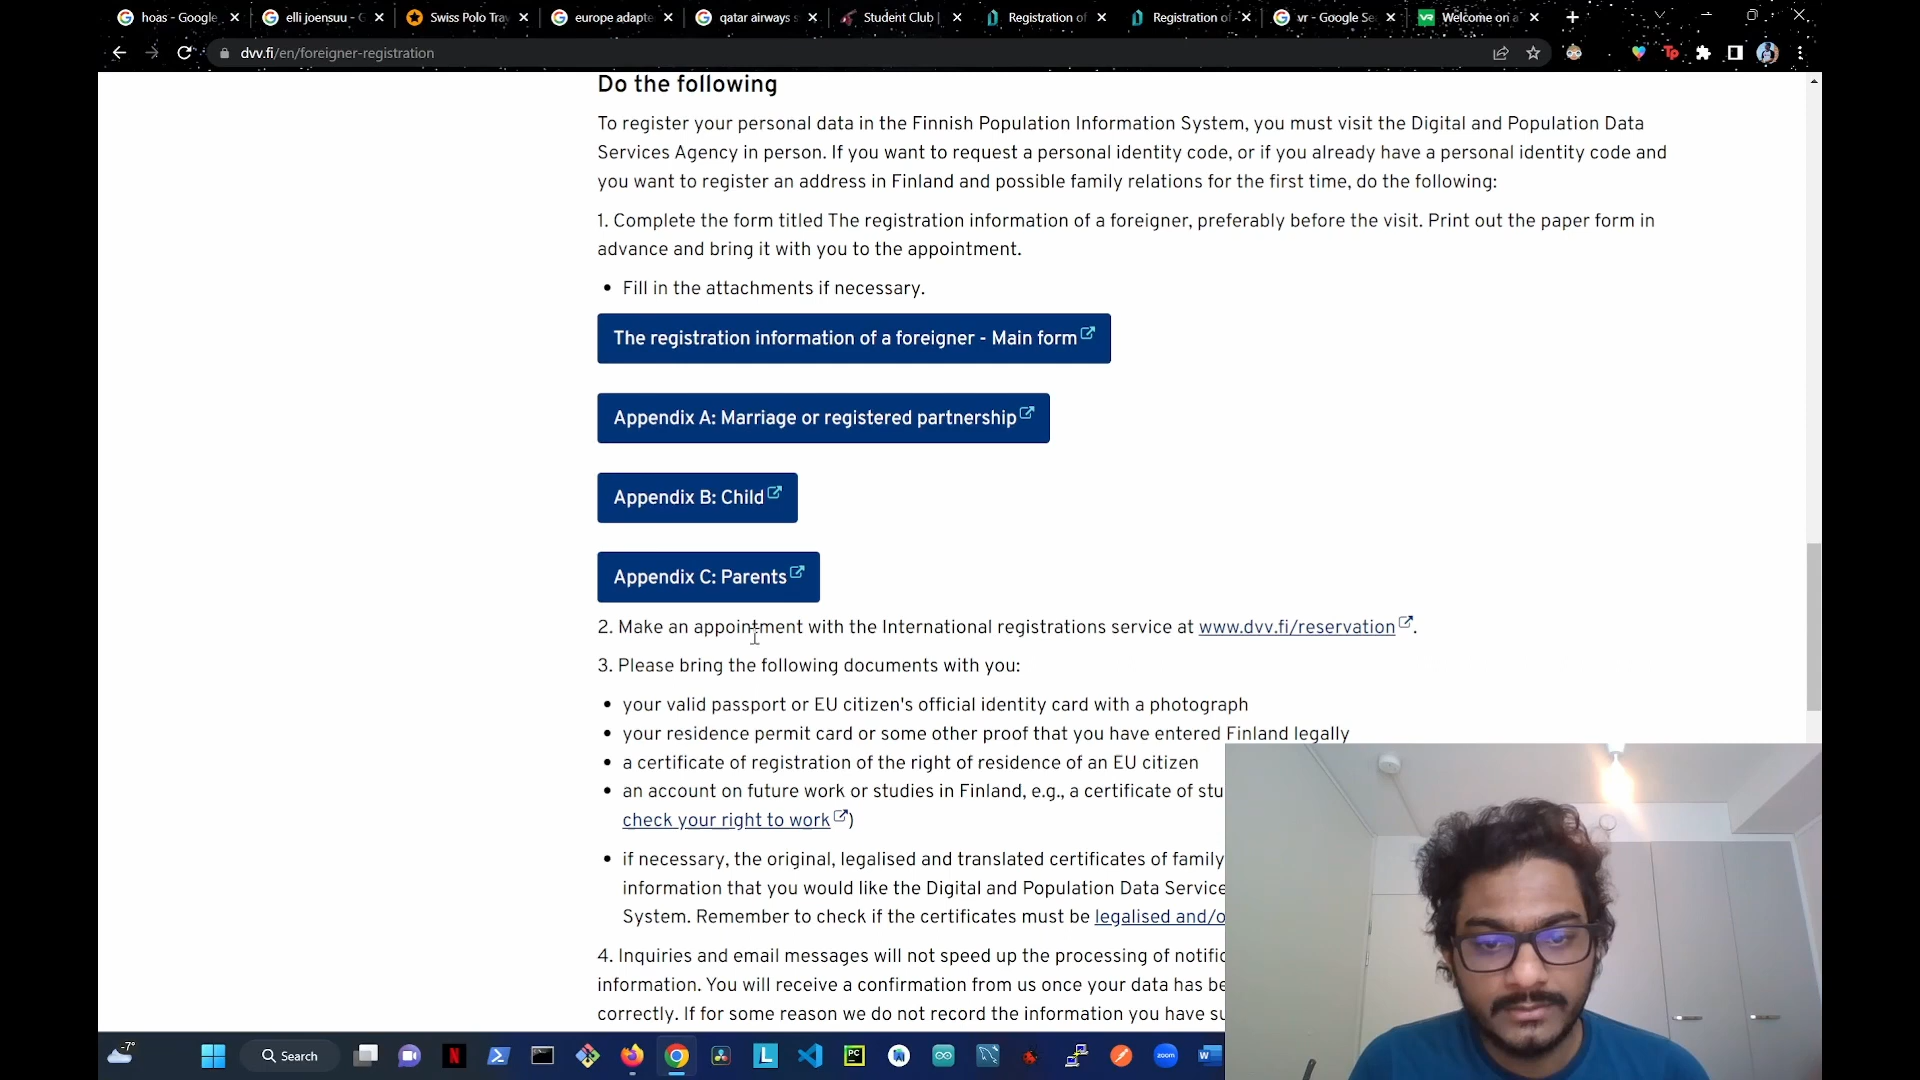 hoas - Google
elli joensuu - G
Swiss Polo Tra
europe adapte
qatar airways s
Student Club |
Registration of
Registration of
vr - Google Se
Welcome on a
dvv.fi/en/foreigner-registration
Do the following
To register your personal data in the Finnish Population Information System, you must visit the Digital and Population Data
Services Agency in person. If you want to request a personal identity code, or if you already have a personal identity code and
you want to register an address in Finland and possible family relations for the first time, do the following:
1. Complete the form titled The registration information of a foreigner, preferably before the visit. Print out the paper form in
advance and bring it with you to the appointment.
• Fill in the attachments if necessary.
The registration information of a foreigner - Main form
Appendix A: Marriage or registered partnership
Appendix B: Child
Appendix C: Parents
2. Make an appointment with the International registrations service at www.dvv.fi/reservation.
3. Please bring the following documents with you:
• your valid passport or EU citizen's official identity card with a photograph
• your residence permit card or some other proof that you have entered Finland legally
• a certificate of registration of the right of residence of an EU citizen
• an account on future work or studies in Finland, e.g., a certificate of stu
check your right to work)
• if necessary, the original, legalised and translated certificates of family
information that you would like the Digital and Population Data Service
System. Remember to check if the certificates must be legalised and/o
4. Inquiries and email messages will not speed up the processing of notific
information. You will receive a confirmation from us once your data has be
correctly. If for some reason we do not record the information you have su
-7°
Search
zoom